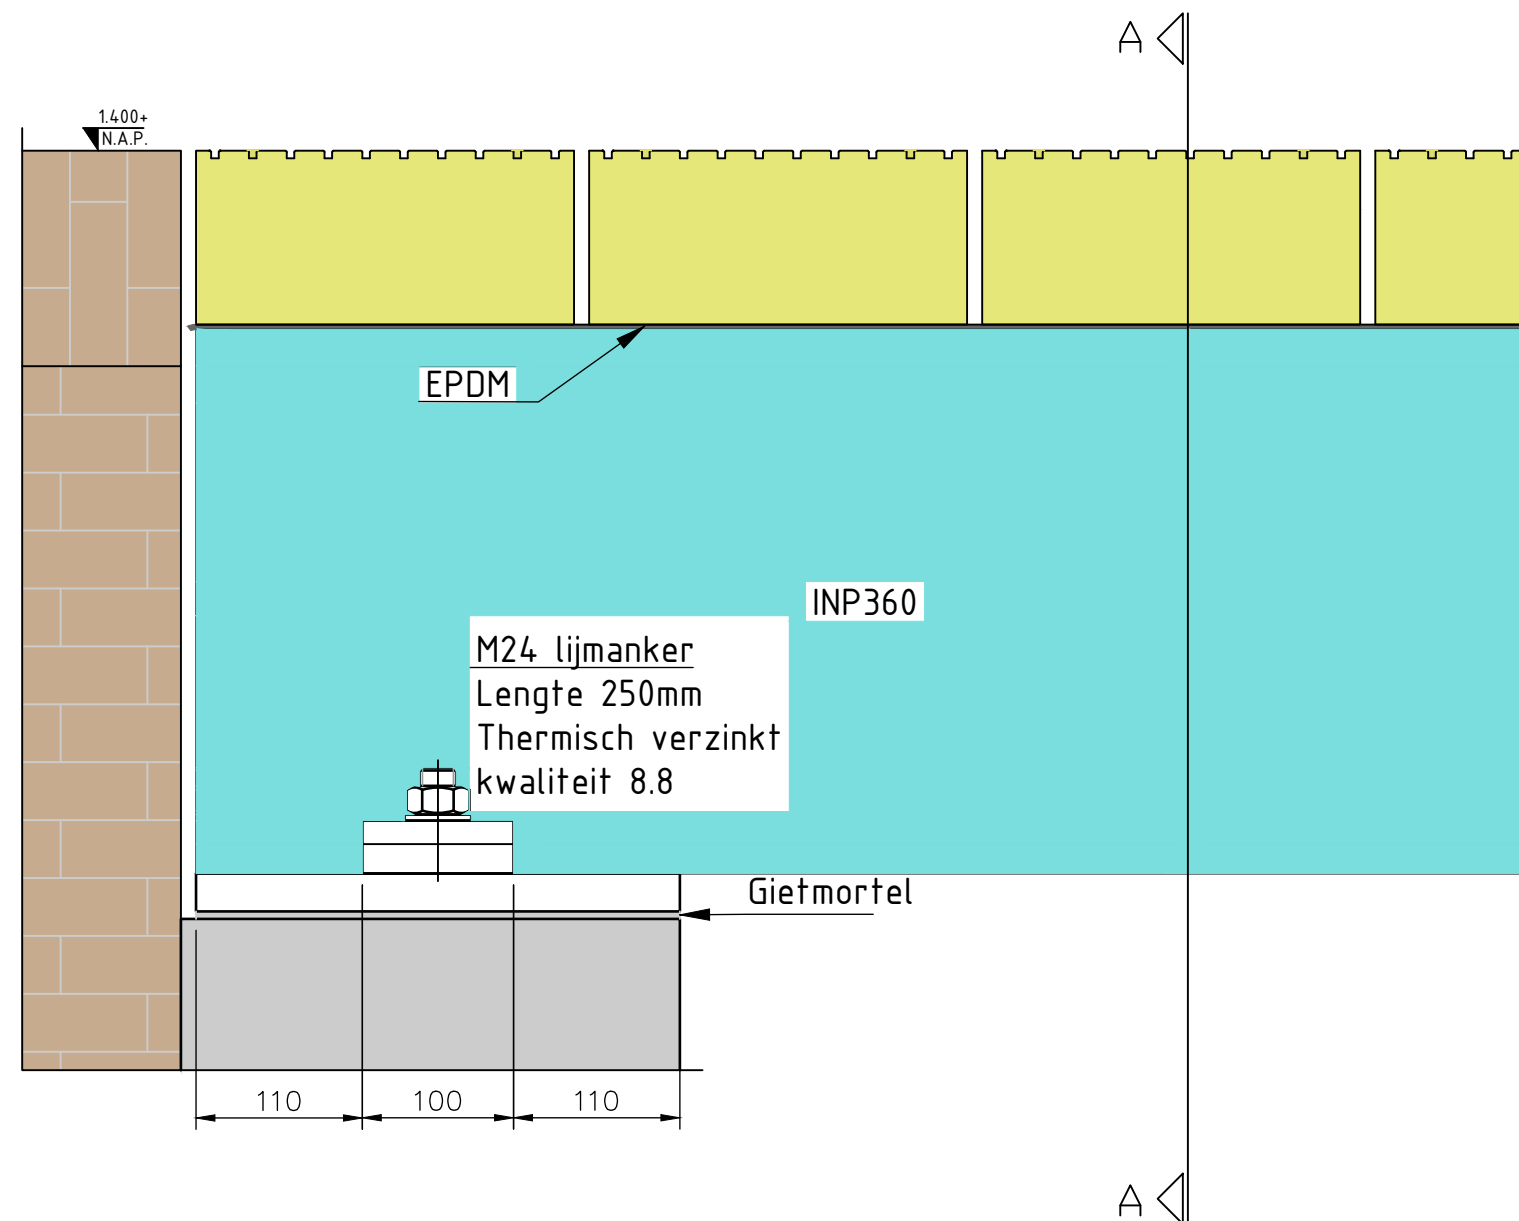 A
1.400+
N.A.P.
EPDM
INP360
M24 lijmanker
Lengte 250mm
Thermisch verzinkt
kwaliteit 8.8
Gietmortel
110
100
110
A